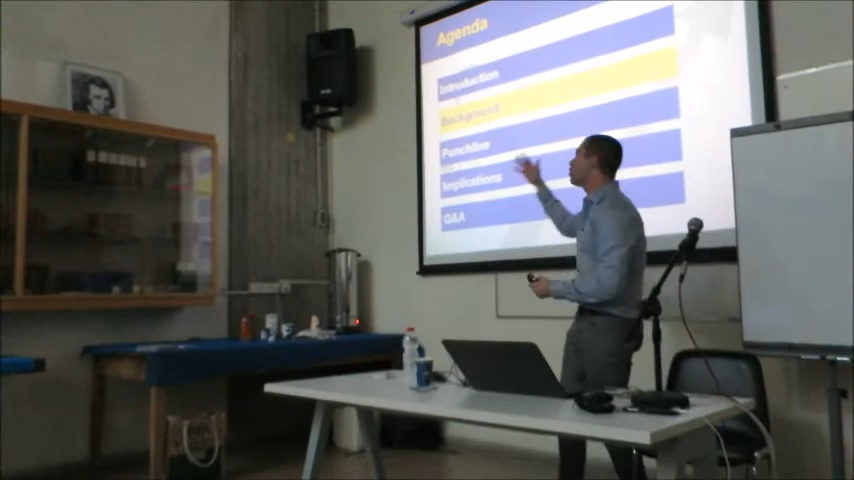 Agenda
Introduction
Background
Punchline
Implications
Q&A